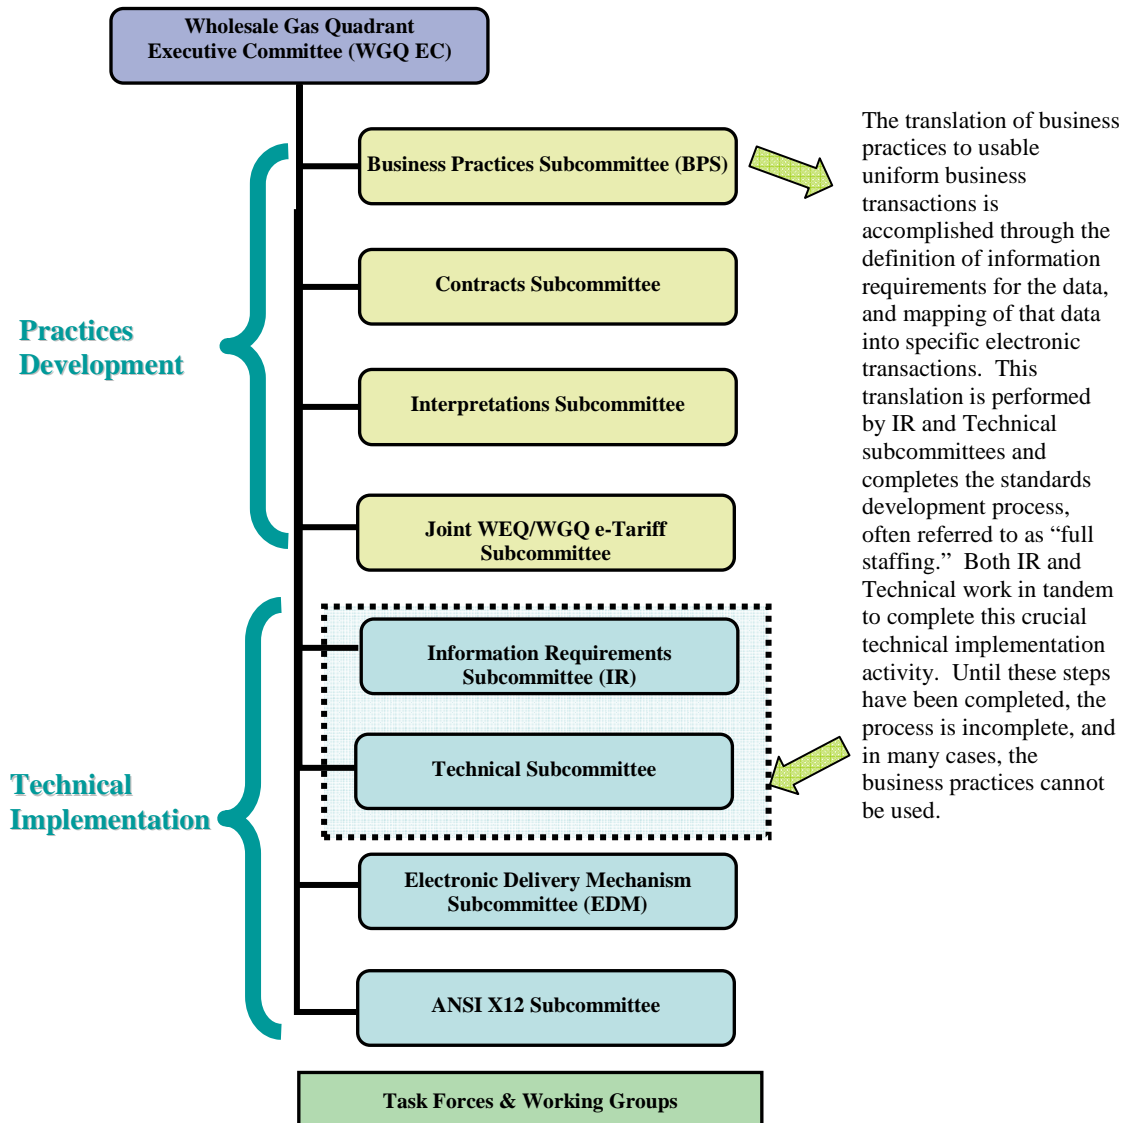 Wholesale Gas Quadrant
Executive Committee (WGQ EC)
Practices
Development
Business Practices Subcommittee (BPS)
Contracts Subcommittee
Interpretations Subcommittee
Joint WEQ/WGQ e-Tariff
Subcommittee
Technical
Implementation
Information Requirements
Subcommittee (IR)
Technical Subcommittee
Electronic Delivery Mechanism
Subcommittee (EDM)
ANSI X12 Subcommittee
Task Forces & Working Groups
The translation of business
practices to usable
uniform business
transactions is
accomplished through the
definition of information
requirements for the data,
and mapping of that data
into specific electronic
transactions.  This
translation is performed
by IR and Technical
subcommittees and
completes the standards
development process,
often referred to as “full
staffing.”  Both IR and
Technical work in tandem
to complete this crucial
technical implementation
activity.  Until these steps
have been completed, the
process is incomplete, and
in many cases, the
business practices cannot
be used.